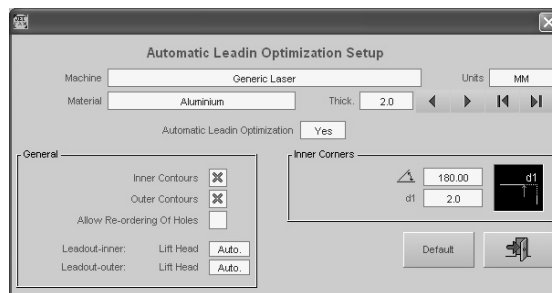 Automatic Leadin Optimization Setup
Machine Generic Laser Units MM
Material Aluminium Thick. 2.0
Automatic Leadin Optimization Yes
General
Inner Contours
Outer Contours
Allow Re-ordering Of Holes
Leadout-inner: Lift Head Auto.
Leadout-outer: Lift Head Auto.
Inner Corners
180.00
d1 2.0
d1
Default